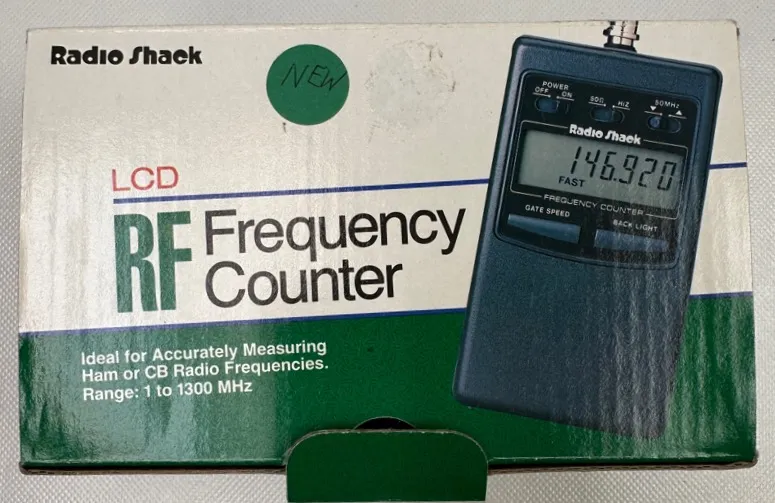 Radio Shack
NEW
LCD
RF Frequency
Counter
Ideal for Accurately Measuring
Ham or CB Radio Frequencies.
Range: 1 to 1300 MHz
POWER
OFF ON
50Ω HiZ
50MHz
Radio Shack
146.920
FAST
FREQUENCY COUNTER
GATE SPEED
BACK LIGHT